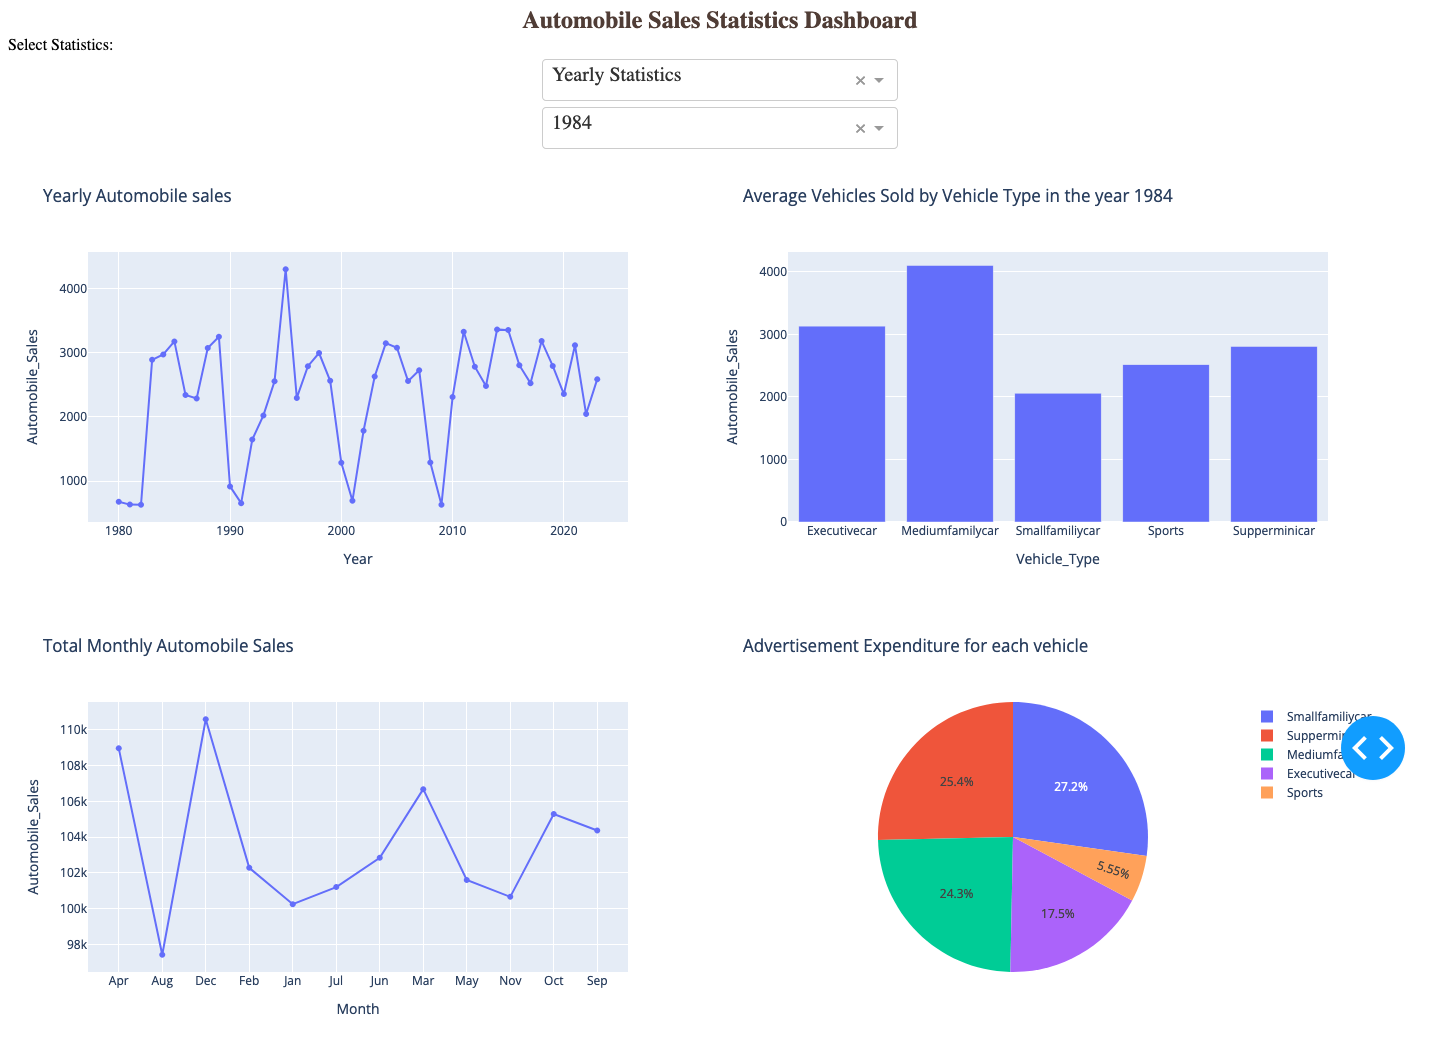 Automobile Sales Statistics Dashboard
Select Statistics:
Yearly Statistics
1984
Yearly Automobile sales
4000
3000
2000
1000
Automobile_Sales
1980 1990 2000 2010 2020
Year
Average Vehicles Sold by Vehicle Type in the year 1984
4000
3000
2000
1000
0
Automobile_Sales
Executivecar Mediumfamilycar Smallfamiliycar Sports Supperminicar
Vehicle_Type
Total Monthly Automobile Sales
110k
108k
106k
104k
102k
100k
98k
Automobile_Sales
Apr Aug Dec Feb Jan Jul Jun Mar May Nov Oct Sep
Month
Advertisement Expenditure for each vehicle
25.4%
27.2%
5.55%
24.3%
17.5%
Smallfamiliycar
Executivecar
Sports